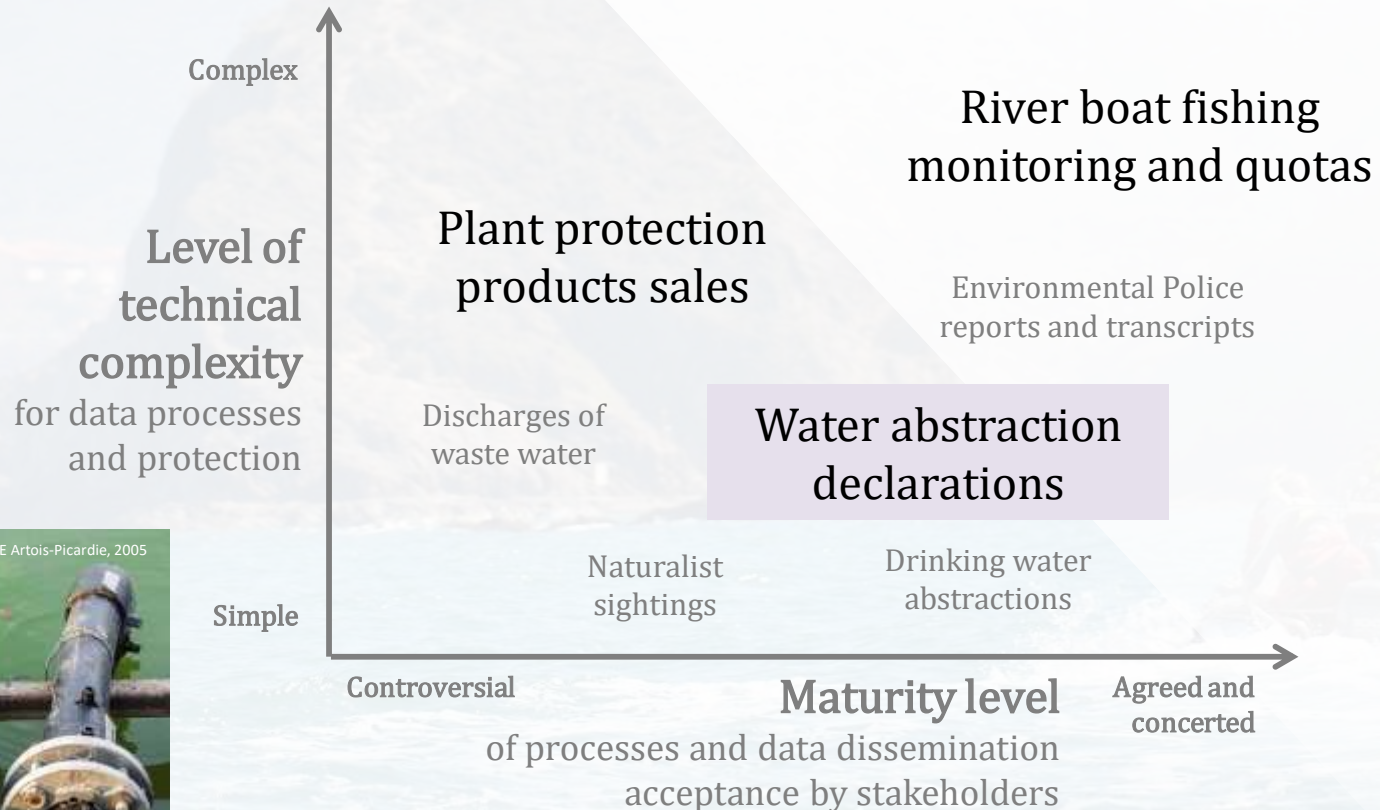 Complex
River boat fishing
monitoring and quotas
Plant protection
products sales
Level of
technical
complexity
for data processes
and protection
Environmental Police
reports and transcripts
Discharges of
waste water
Water abstraction
declarations
E Artois-Picardie, 2005
Naturalist
sightings
Drinking water
abstractions
Simple
Controversial
Maturity level
of processes and data dissemination
acceptance by stakeholders
Agreed and
concerted